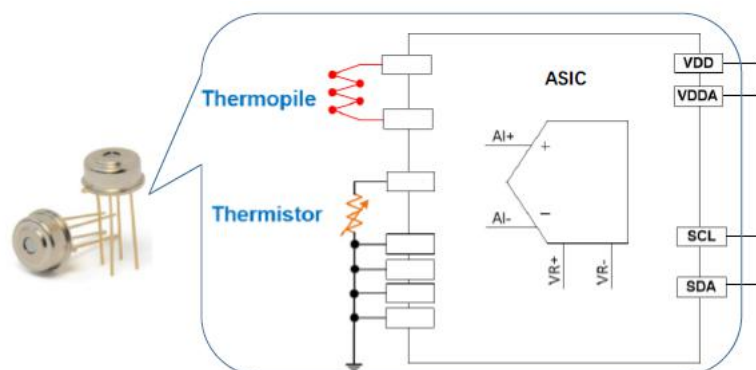 VDD
ASIC
Thermopile
VDDA
AI+
+
Thermistor
AI-
−
SCL
VR+
VR-
SDA